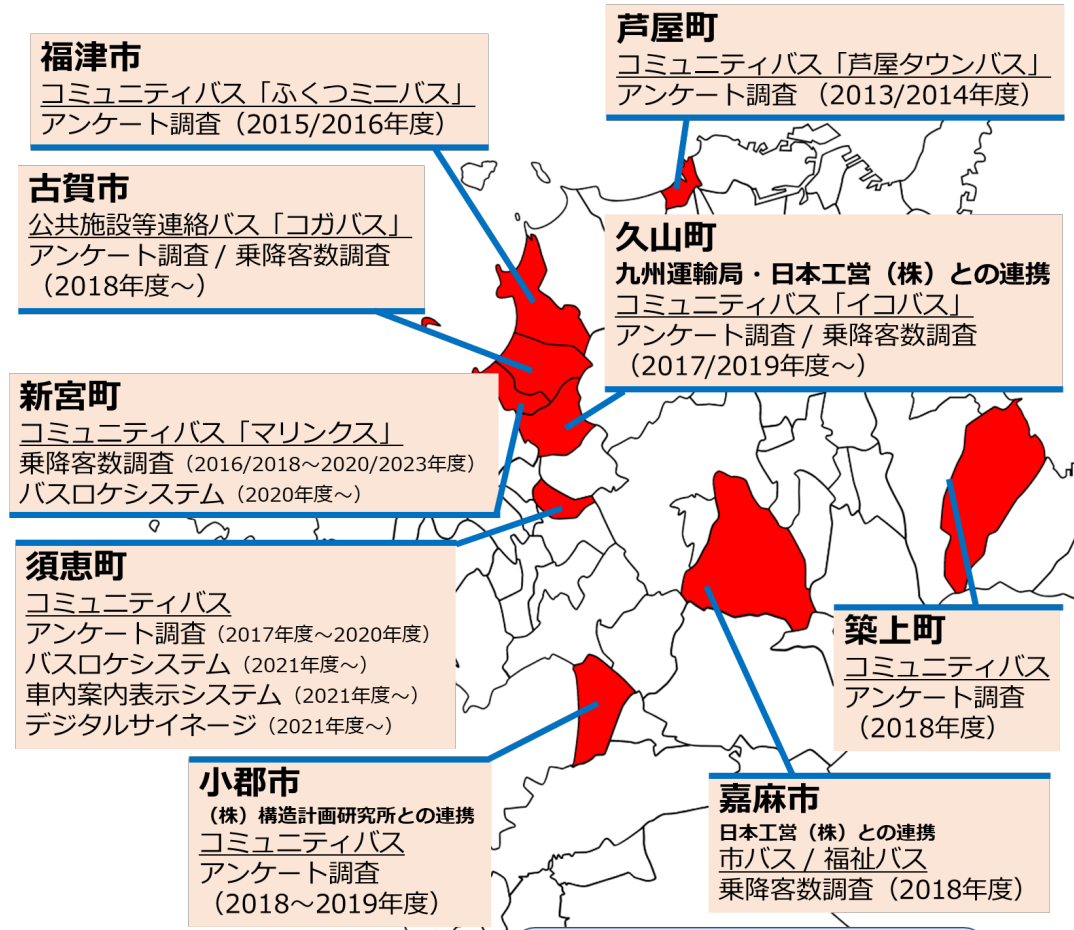 福津市
コミュニティバス「ふくつミニバス」
アンケート調査（2015/2016年度）
芦屋町
コミュニティバス「芦屋タウンバス」
アンケート調査 （2013/2014年度）
古賀市
公共施設等連絡バス「コガバス」
アンケート調査 / 乗降客数調査
（2018年度～）
久山町
九州運輸局・日本工営（株）との連携
コミュニティバス「イコバス」
アンケート調査 / 乗降客数調査
（2017/2019年度～）
新宮町
コミュニティバス「マリンクス」
乗降客数調査（2016/2018～2020/2023年度）
バスロケシステム（2020年度～）
須恵町
コミュニティバス
アンケート調査（2017年度～2020年度）
バスロケシステム（2021年度～）
車内案内表示システム（2021年度～）
デジタルサイネージ（2021年度～）
築上町
コミュニティバス
アンケート調査
（2018年度）
小郡市
（株）構造計画研究所との連携
コミュニティバス
アンケート調査
（2018～2019年度）
嘉麻市
日本工営（株）との連携
市バス / 福祉バス
乗降客数調査（2018年度）